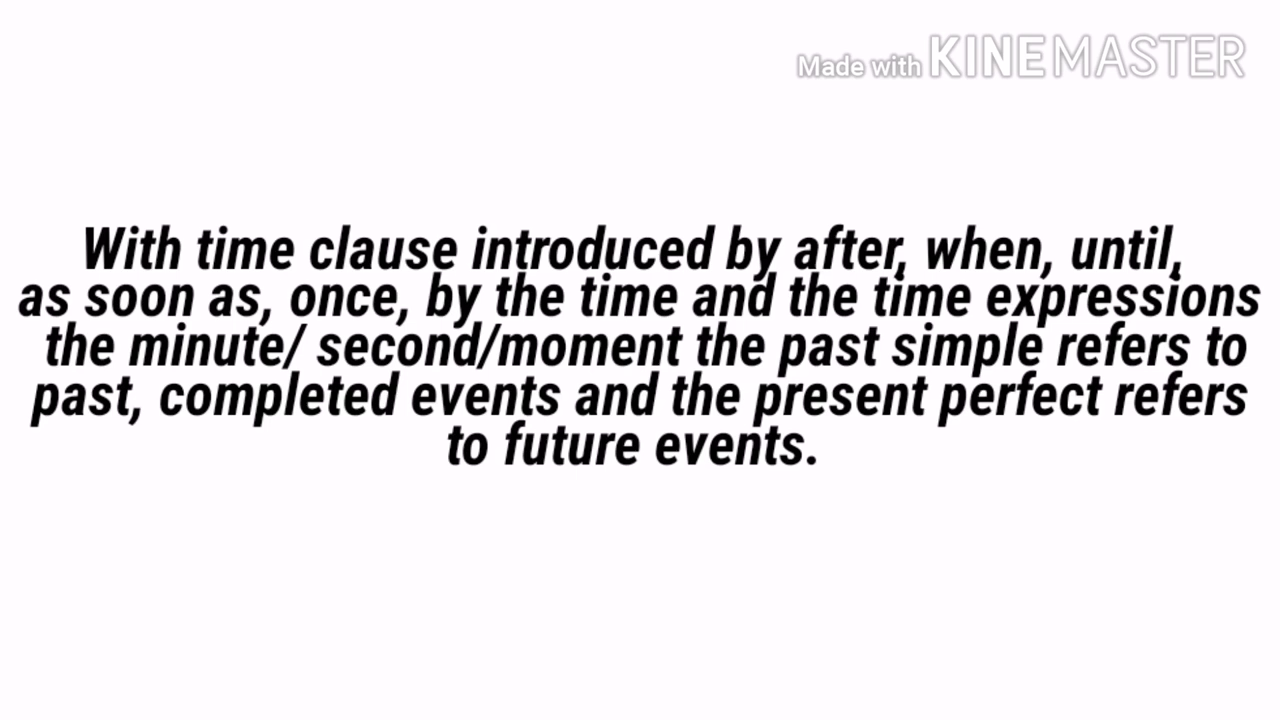 Made with KINEMASTER
With time clause introduced by after, when, until,
as soon as, once, by the time and the time expressions
the minute/ second/moment the past simple refers to
past, completed events and the present perfect refers
to future events.